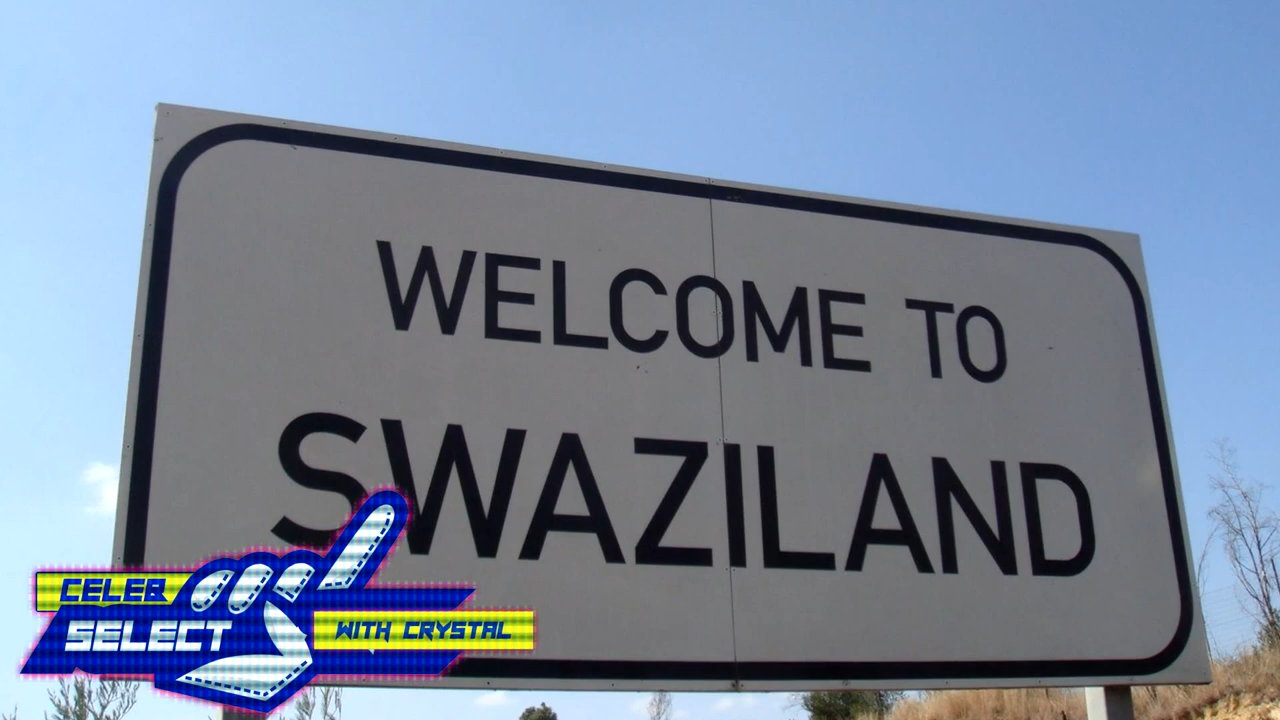 WELCOME TO
SWAZILAND
CELEB
SELECT
WITH CRYSTAL